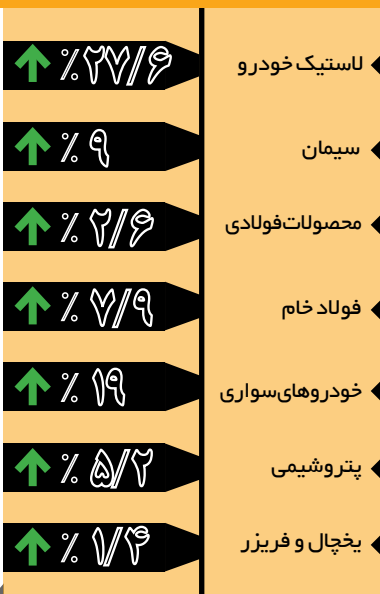 لاستیک خودرو ٪۲۷/۶
سیمان ٪۹
محصولات‌فولادی ٪۲/۶
فولاد خام ٪۷/۹
خودروهای‌سواری ٪۱۹
پتروشیمی ٪۵/۲
یخچال و فریزر ٪۱/۴